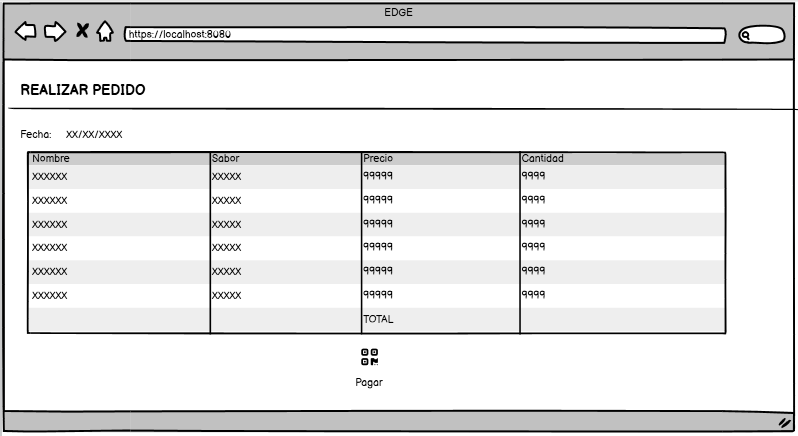 EDGE
https://localhost:8080
REALIZAR PEDIDO
Fecha: XX/XX/XXXX
Nombre Sabor Precio Cantidad
XXXXXX XXXXX 99999 9999
XXXXXX XXXXX 99999 9999
XXXXXX XXXXX 99999 9999
XXXXXX XXXXX 99999 9999
XXXXXX XXXXX 99999 9999
XXXXXX XXXXX 99999 9999
TOTAL
Pagar